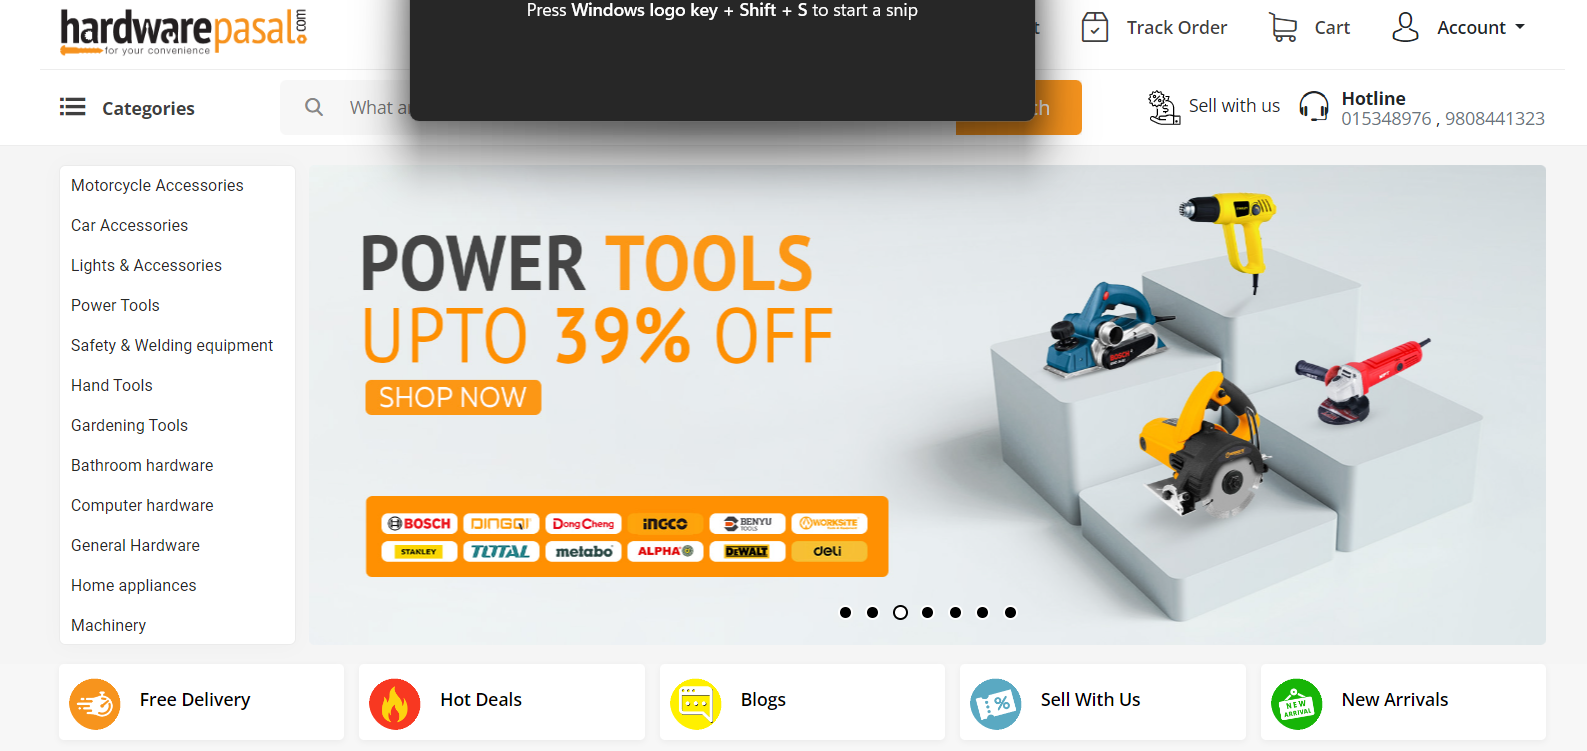 hardwarepasal.com
for your convenience
Press Windows logo key + Shift + S to start a snip
Track Order
Cart
Account
Categories
What
Sell with us
Hotline
015348976 , 9808441323
Motorcycle Accessories
Car Accessories
Lights & Accessories
Power Tools
Safety & Welding equipment
Hand Tools
Gardening Tools
Bathroom hardware
Computer hardware
General Hardware
Home appliances
Machinery
POWER TOOLS
UPTO 39% OFF
SHOP NOW
BOSCH DINGQI DongCheng INGCO BENYU TOOLS WORKSITE
STANLEY TOTAL metabo ALPHA DEWALT deli
BOSCH
Free Delivery
Hot Deals
Blogs
Sell With Us
NEW ARRIVAL
New Arrivals